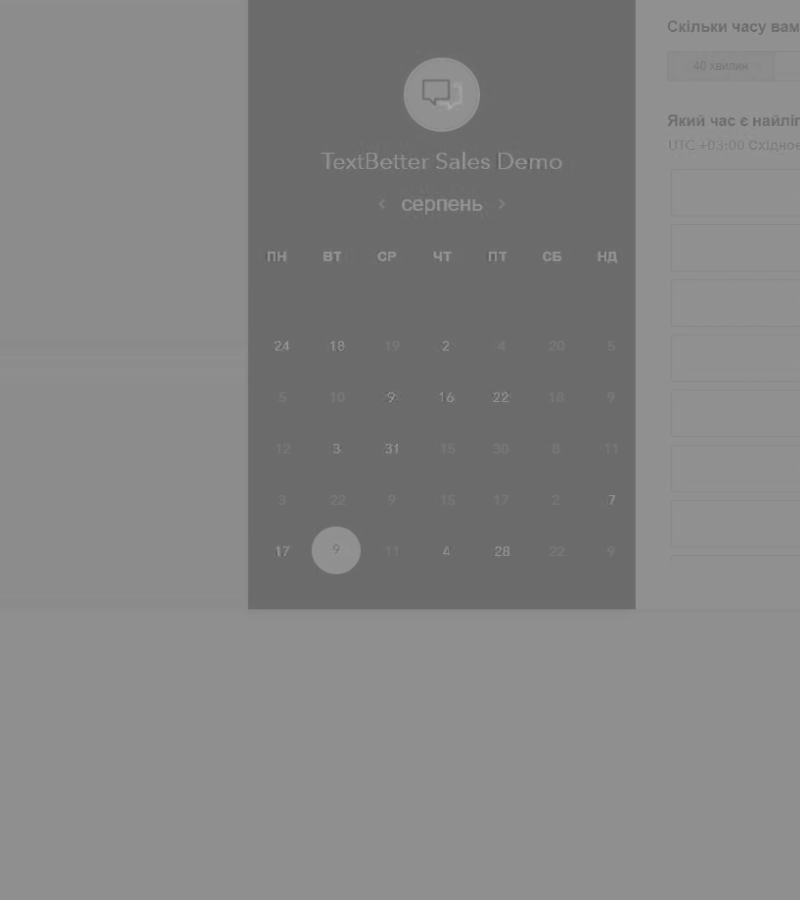 TextBetter Sales Demo
‹ серпень ›
ПН ВТ СР ЧТ ПТ СБ НД
24 18 19 2 4 20 5
5 10 9 16 22 18 9
12 3 31 15 30 8 11
3 22 9 15 17 2 7
17 9 11 4 28 22 9
Скільки часу вам
40 хвилин
Який час є найліп
UTC +03:00 Східноє